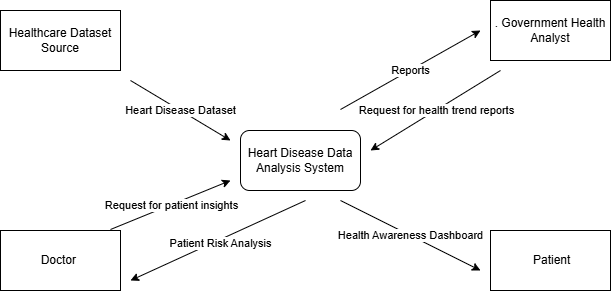 Healthcare Dataset
Source
. Government Health
Analyst
Reports
Heart Disease Dataset
Request for health trend reports
Heart Disease Data
Analysis System
Request for patient insights
Patient Risk Analysis
Health Awareness Dashboard
Doctor
Patient